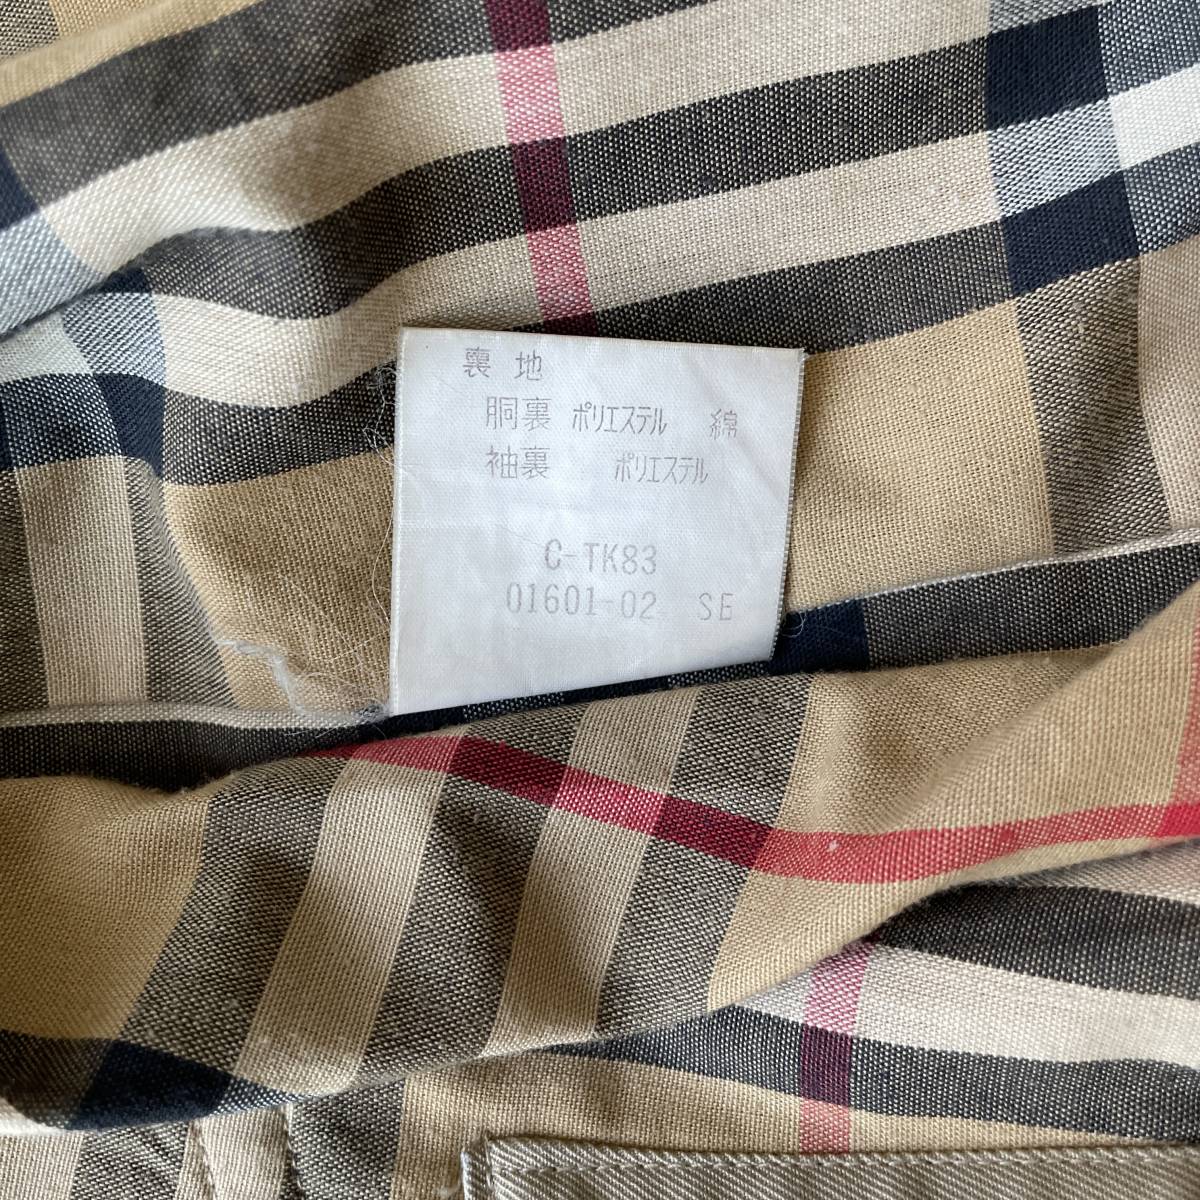 裏地
胴裏 ポリエステル 綿
袖裏 ポリエステル
C-TK83
01601-02 SE